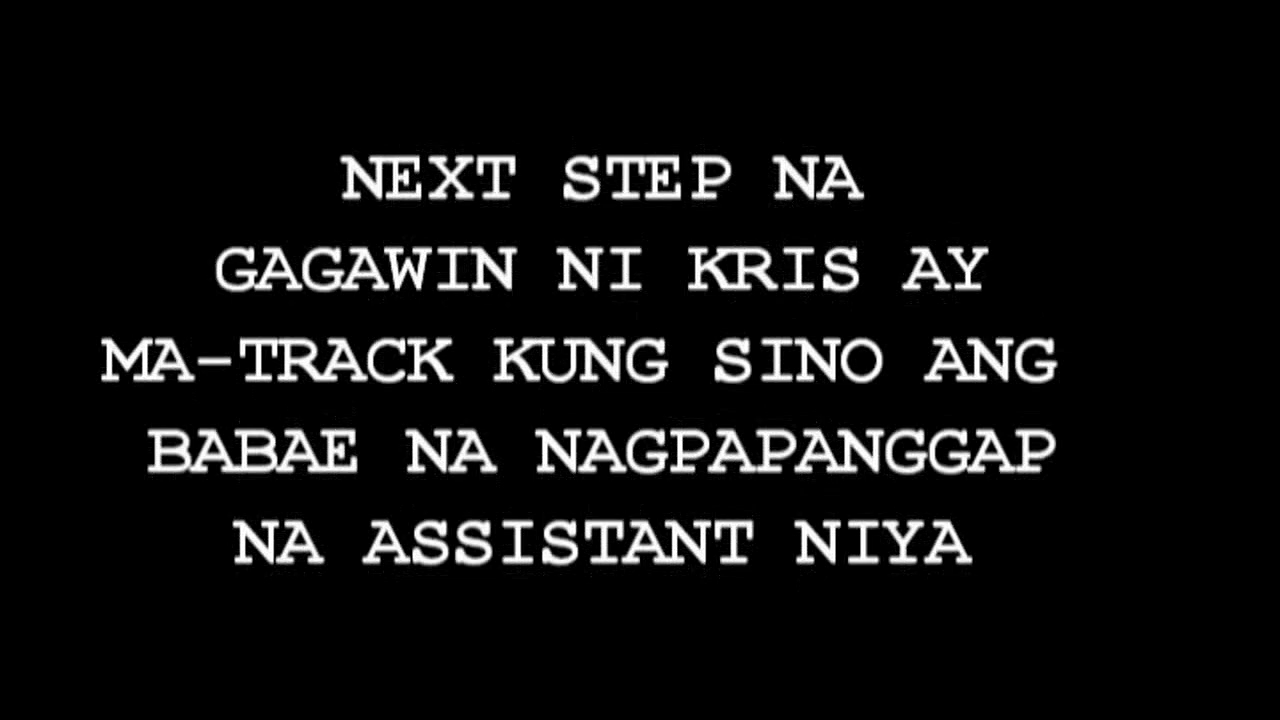 NEXT STEP NA
GAGAWIN NI KRIS AY
MA-TRACK KUNG SINO ANG
BABAE NA NAGPAPANGGAP
NA ASSISTANT NIYA